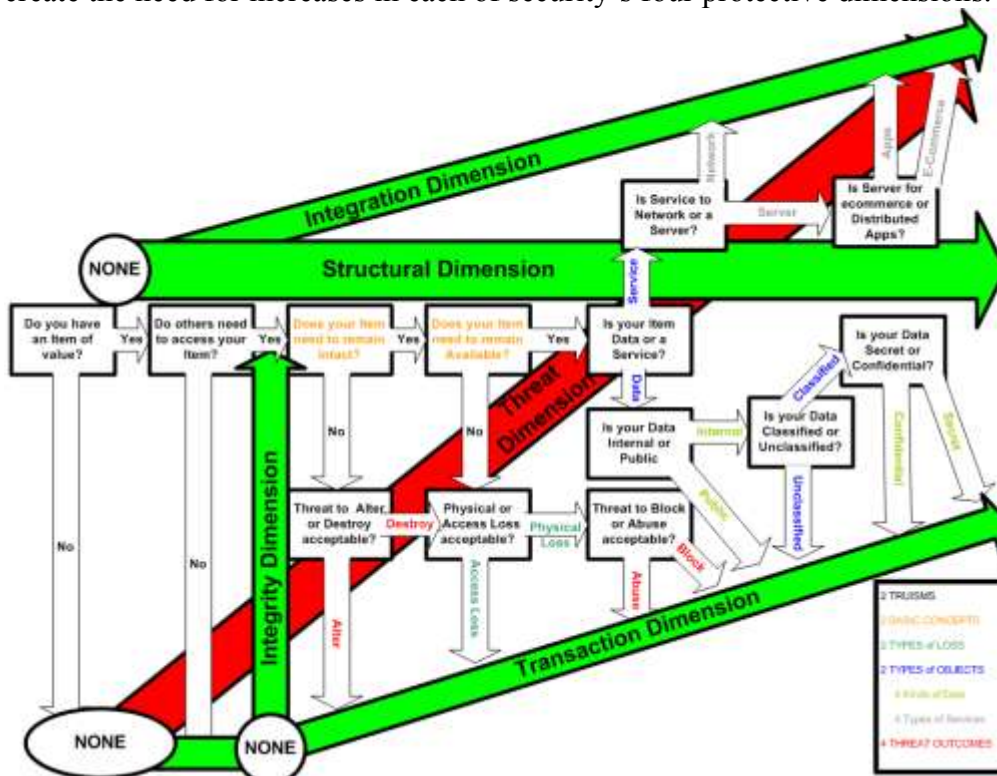 create the need for increases in each of security's four protective dimensions.
Integration Dimension
Network
Apps
E-Commerce
Is Service to
Network or a
Server?
Server
Is Server for
ecommerce or
Distributed
Apps?
NONE
Structural Dimension
Service
Do you have
an Item of
value?
Yes
Do others need
to access your
Item?
Yes
Does your Item
need to remain
intact?
Yes
Does your Item
need to remain
Available?
Yes
Is your Item
Data or a
Service?
Is your Data
Secret or
Confidential?
Threat
Dimension
Data
Classified
No
No
Is your Data
Internal or
Public
Internal
Is your Data
Classified or
Unclassified?
Confidential
Secret
Public
Unclassified
Integrity Dimension
Threat to Alter,
or Destroy
acceptable?
Destroy
Physical or
Access Loss
acceptable?
Physical
Loss
Threat to Block
or Abuse
acceptable?
Block
No
No
Alter
Access Loss
Abuse
Transaction Dimension
2 TRUISMS
2 BASIC CONCEPTS
2 TYPES of LOSS
2 TYPES of OBJECTS
4 Kinds of Data
4 Types of Services
4 THREAT OUTCOMES
NONE
NONE